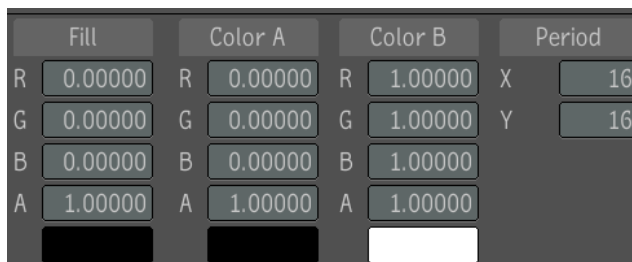 Fill Color A Color B Period
R 0.00000 R 0.00000 R 1.00000 X 16
G 0.00000 G 0.00000 G 1.00000 Y 16
B 0.00000 B 0.00000 B 1.00000
A 1.00000 A 1.00000 A 1.00000